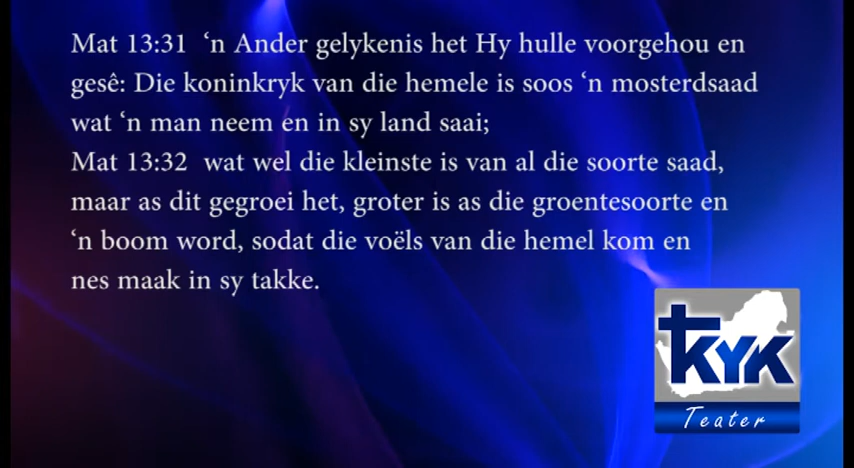 Mat 13:31  ‘n Ander gelykenis het Hy hulle voorgehou en
gesê: Die koninkryk van die hemele is soos ‘n mosterdsaad
wat ‘n man neem en in sy land saai;
Mat 13:32  wat wel die kleinste is van al die soorte saad,
maar as dit gegroei het, groter is as die groentesoorte en
‘n boom word, sodat die voëls van die hemel kom en
nes maak in sy takke.
KYK
Teater